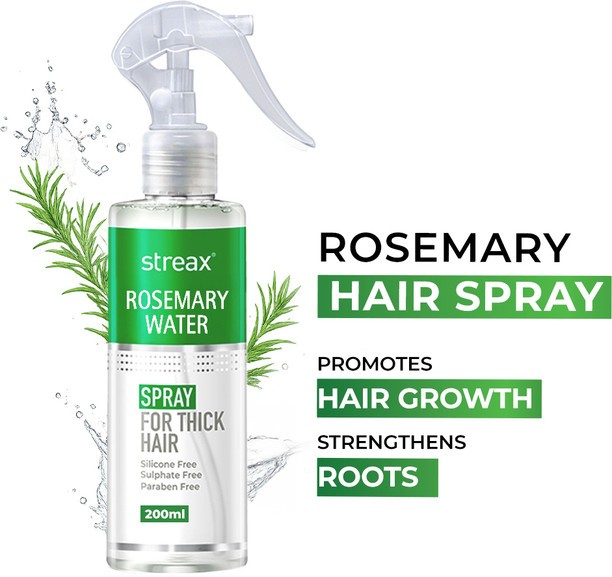 streax®
ROSEMARY
WATER
SPRAY
FOR THICK
HAIR
Silicone Free
Sulphate Free
Paraben Free
200ml
ROSEMARY
HAIR SPRAY
PROMOTES
HAIR GROWTH
STRENGTHENS
ROOTS